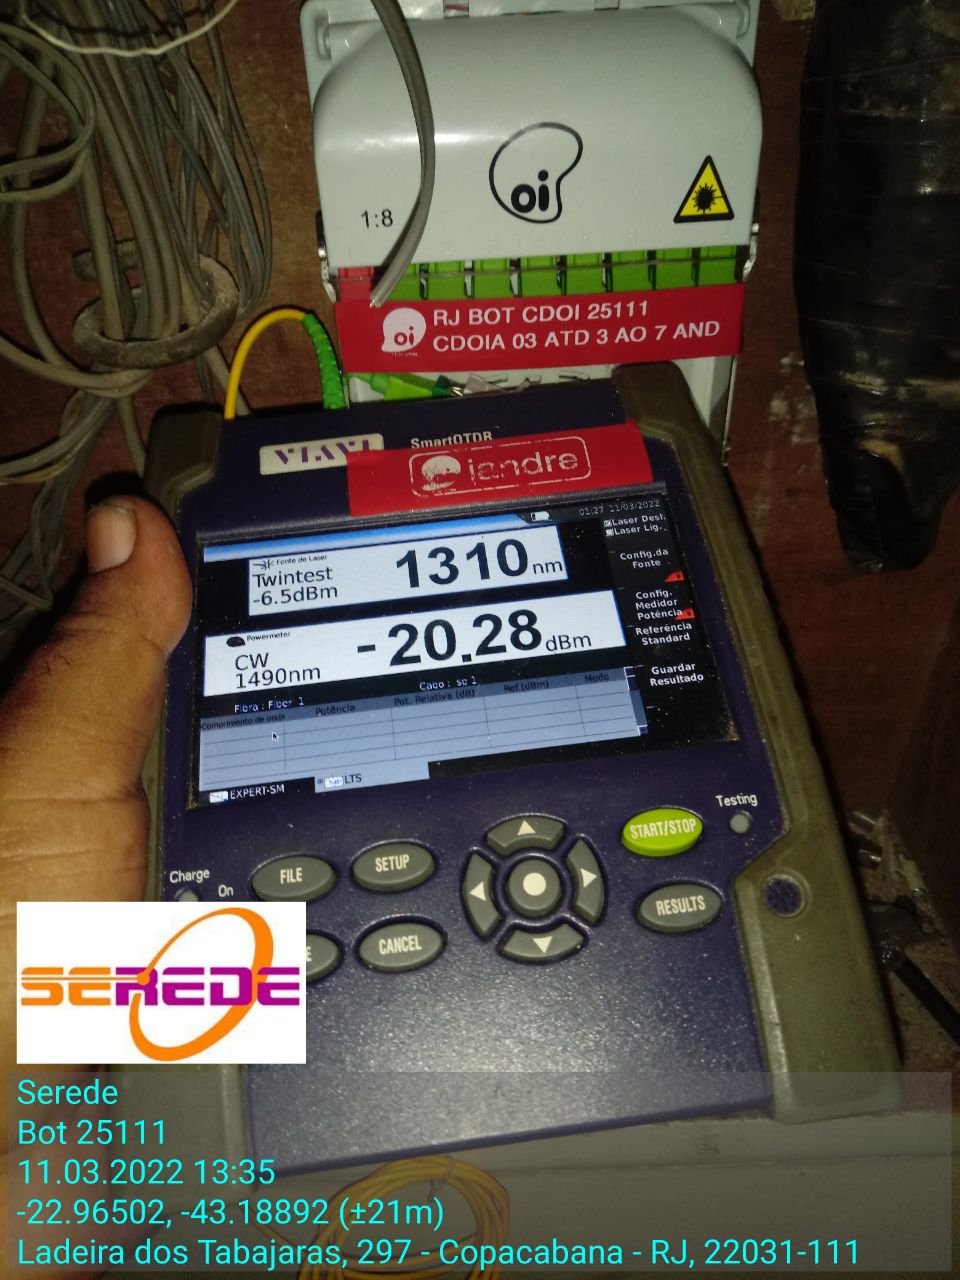 oi
1:8
oi
RJ BOT CDOI 25111
CDOIA 03 ATD 3 AO 7 AND
VIAVI
SmartOTDR
jandre
01:27 11/03/2022
Laser Desl.
Laser Lig..
Fonte de Laser
Twintest
-6.5dBm
1310nm
Config.da
Fonte
Config.
Medidor
Potência
Powermeter
CW
1490nm
-20.28dBm
Referência
Standard
Guardar
Resultado
Fibra : Fiber 1
Cabo : so 1
Comprimento de onda
Potência
Pot. Relativa (dB)
Ref.(dBm)
Modo
EXPERT-SM
LTS
Testing
START/STOP
Charge
On
FILE
SETUP
RESULTS
CANCEL
SEREDE
Serede
Bot 25111
11.03.2022 13:35
-22.96502, -43.18892 (±21m)
Ladeira dos Tabajaras, 297 - Copacabana - RJ, 22031-111